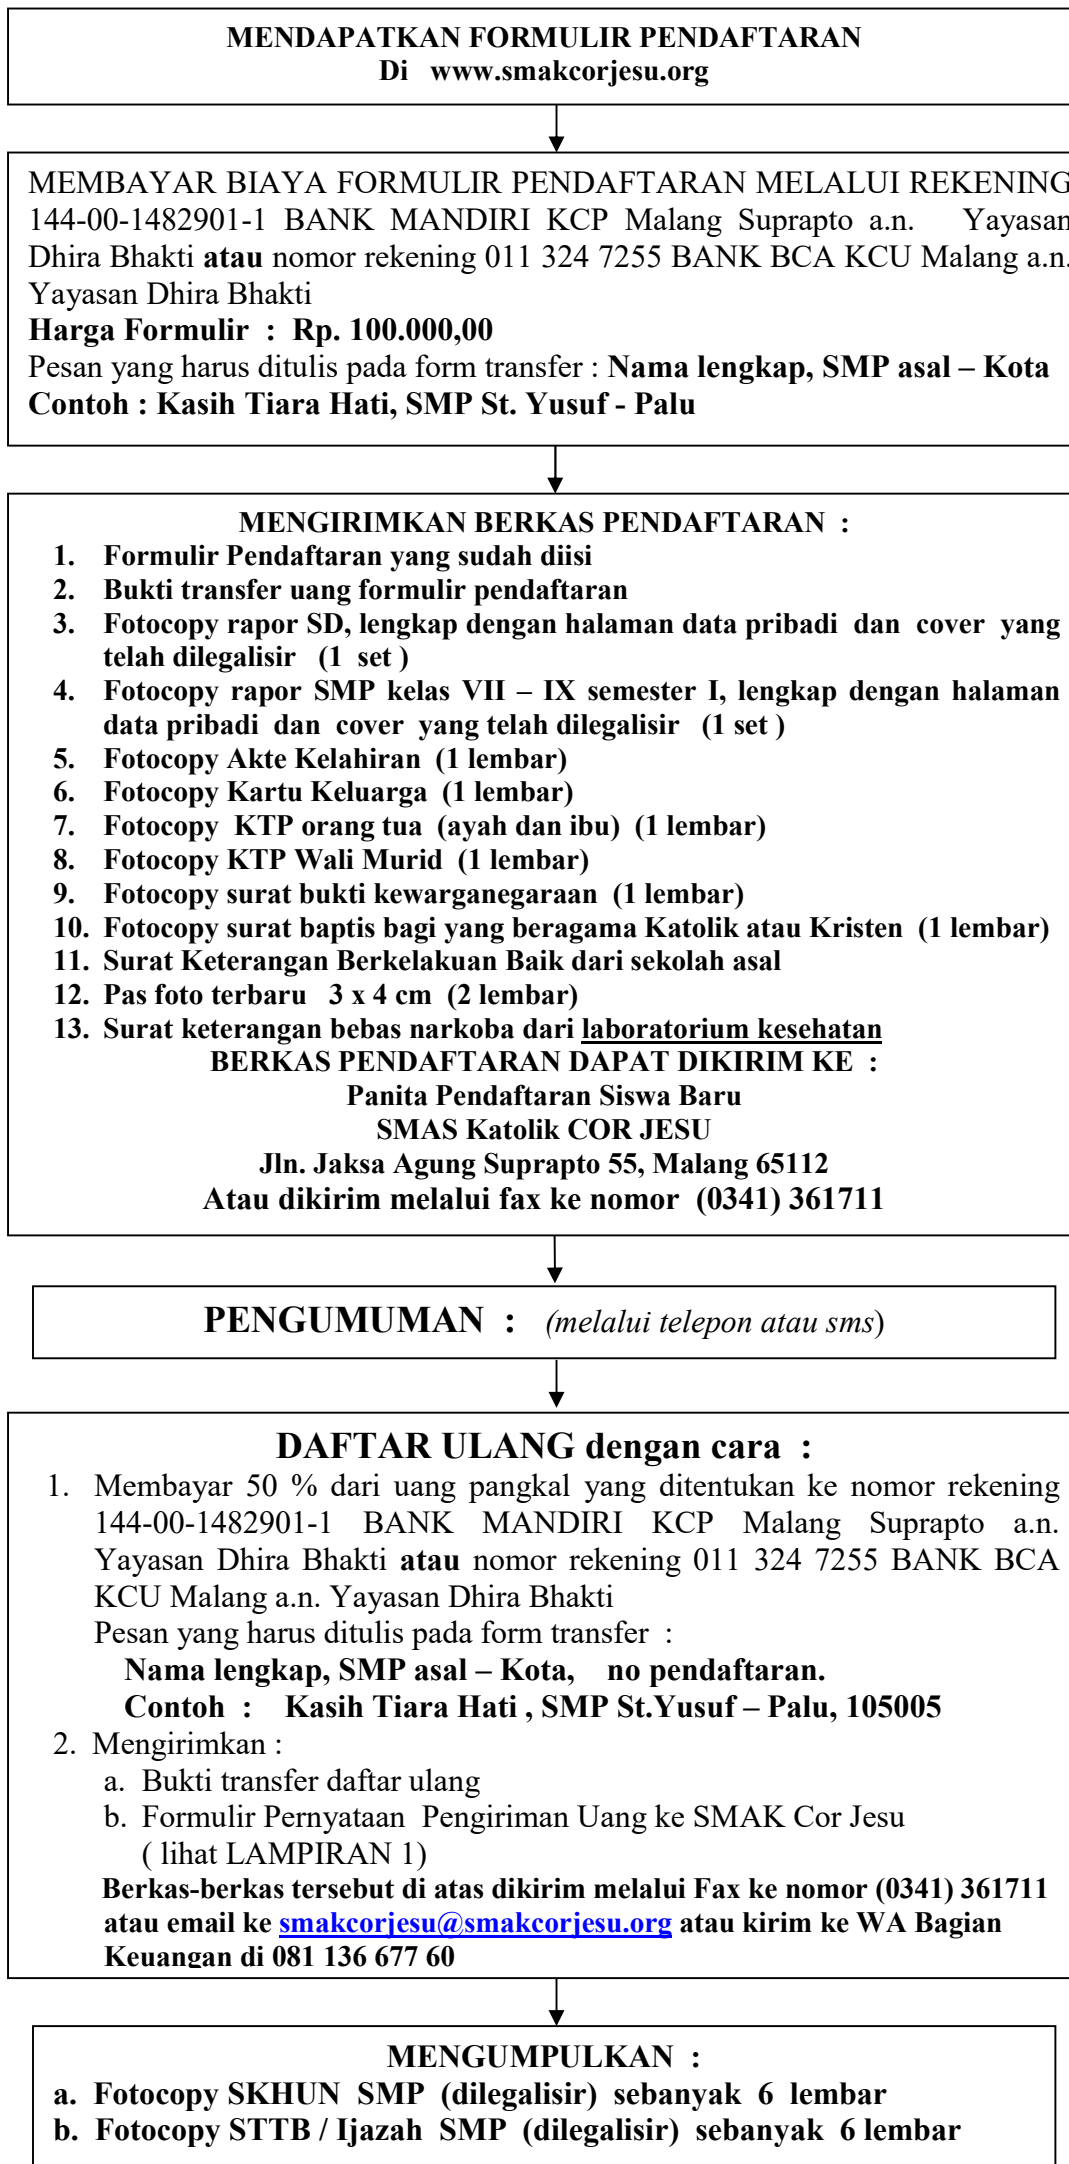 MENDAPATKAN FORMULIR PENDAFTARAN
Di www.smakcorjesu.org
MEMBAYAR BIAYA FORMULIR PENDAFTARAN MELALUI REKENING
144-00-1482901-1 BANK MANDIRI KCP Malang Suprapto a.n. Yayasan
Dhira Bhakti atau nomor rekening 011 324 7255 BANK BCA KCU Malang a.n.
Yayasan Dhira Bhakti
Harga Formulir : Rp. 100.000,00
Pesan yang harus ditulis pada form transfer : Nama lengkap, SMP asal – Kota
Contoh : Kasih Tiara Hati, SMP St. Yusuf - Palu
MENGIRIMKAN BERKAS PENDAFTARAN :
1. Formulir Pendaftaran yang sudah diisi
2. Bukti transfer uang formulir pendaftaran
3. Fotocopy rapor SD, lengkap dengan halaman data pribadi dan cover yang
telah dilegalisir (1 set )
4. Fotocopy rapor SMP kelas VII – IX semester I, lengkap dengan halaman
data pribadi dan cover yang telah dilegalisir (1 set )
5. Fotocopy Akte Kelahiran (1 lembar)
6. Fotocopy Kartu Keluarga (1 lembar)
7. Fotocopy KTP orang tua (ayah dan ibu) (1 lembar)
8. Fotocopy KTP Wali Murid (1 lembar)
9. Fotocopy surat bukti kewarganegaraan (1 lembar)
10. Fotocopy surat baptis bagi yang beragama Katolik atau Kristen (1 lembar)
11. Surat Keterangan Berkelakuan Baik dari sekolah asal
12. Pas foto terbaru 3 x 4 cm (2 lembar)
13. Surat keterangan bebas narkoba dari laboratorium kesehatan
BERKAS PENDAFTARAN DAPAT DIKIRIM KE :
Panita Pendaftaran Siswa Baru
SMAS Katolik COR JESU
Jln. Jaksa Agung Suprapto 55, Malang 65112
Atau dikirim melalui fax ke nomor (0341) 361711
PENGUMUMAN : (melalui telepon atau sms)
DAFTAR ULANG dengan cara :
1. Membayar 50 % dari uang pangkal yang ditentukan ke nomor rekening
144-00-1482901-1 BANK MANDIRI KCP Malang Suprapto a.n.
Yayasan Dhira Bhakti atau nomor rekening 011 324 7255 BANK BCA
KCU Malang a.n. Yayasan Dhira Bhakti
Pesan yang harus ditulis pada form transfer :
Nama lengkap, SMP asal – Kota, no pendaftaran.
Contoh : Kasih Tiara Hati , SMP St.Yusuf – Palu, 105005
2. Mengirimkan :
a. Bukti transfer daftar ulang
b. Formulir Pernyataan Pengiriman Uang ke SMAK Cor Jesu
( lihat LAMPIRAN 1)
Berkas-berkas tersebut di atas dikirim melalui Fax ke nomor (0341) 361711
atau email ke smakcorjesu@smakcorjesu.org atau kirim ke WA Bagian
Keuangan di 081 136 677 60
MENGUMPULKAN :
a. Fotocopy SKHUN SMP (dilegalisir) sebanyak 6 lembar
b. Fotocopy STTB / Ijazah SMP (dilegalisir) sebanyak 6 lembar